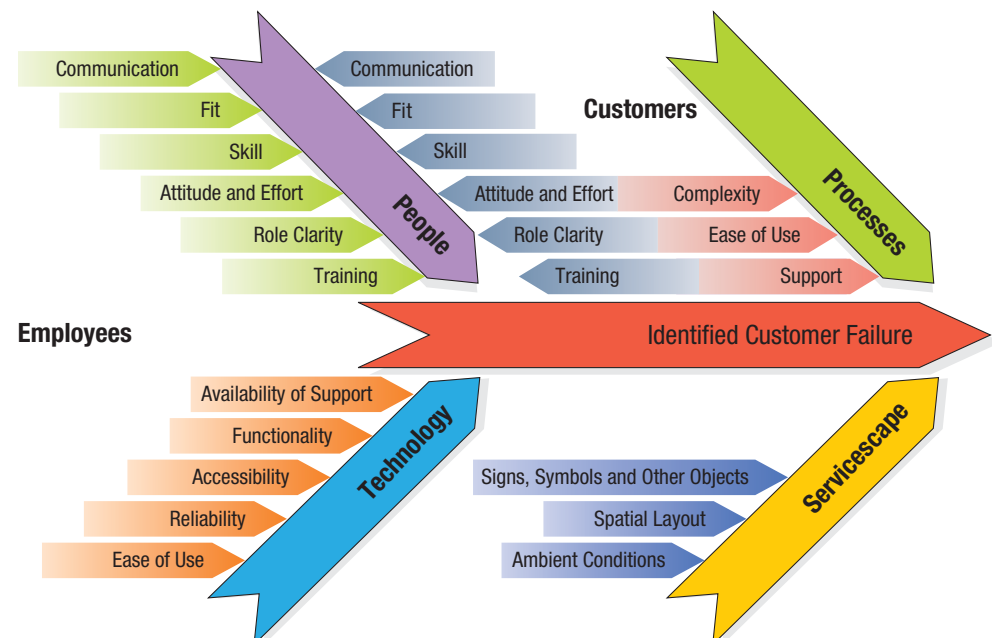 Communication
Communication
Fit
Fit
Customers
Skill
Skill
Attitude and Effort
Attitude and Effort
Complexity
Processes
People
Role Clarity
Role Clarity
Ease of Use
Training
Training
Support
Employees
Identified Customer Failure
Availability of Support
Functionality
Technology
Accessibility
Signs, Symbols and Other Objects
Servicescape
Reliability
Spatial Layout
Ease of Use
Ambient Conditions